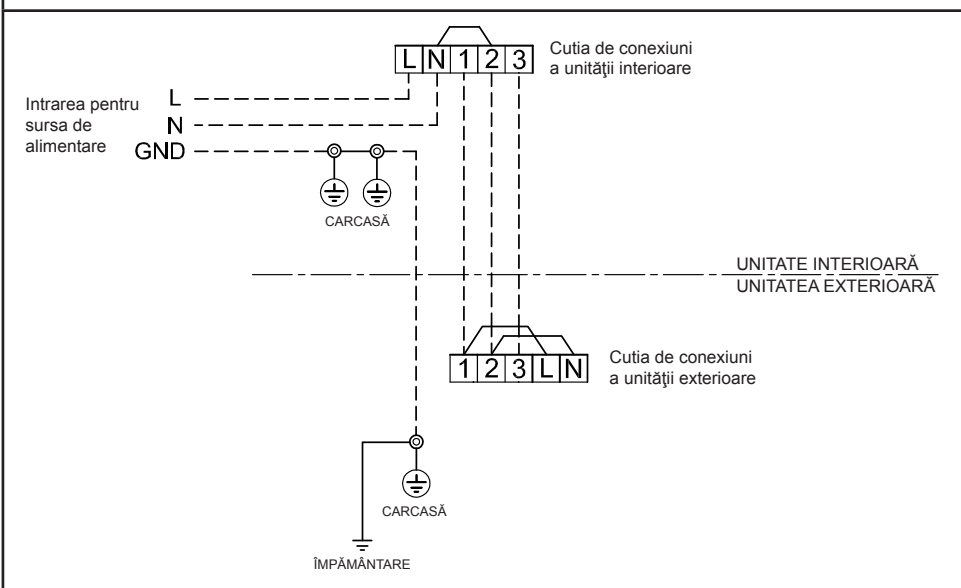 L N 1 2 3
Cutia de conexiuni
a unităţii interioare
Intrarea pentru
sursa de
alimentare
L
N
GND
CARCASĂ
UNITATE INTERIOARĂ
UNITATEA EXTERIOARĂ
1 2 3 L N
Cutia de conexiuni
a unităţii exterioare
CARCASĂ
ÎMPĂMÂNTARE